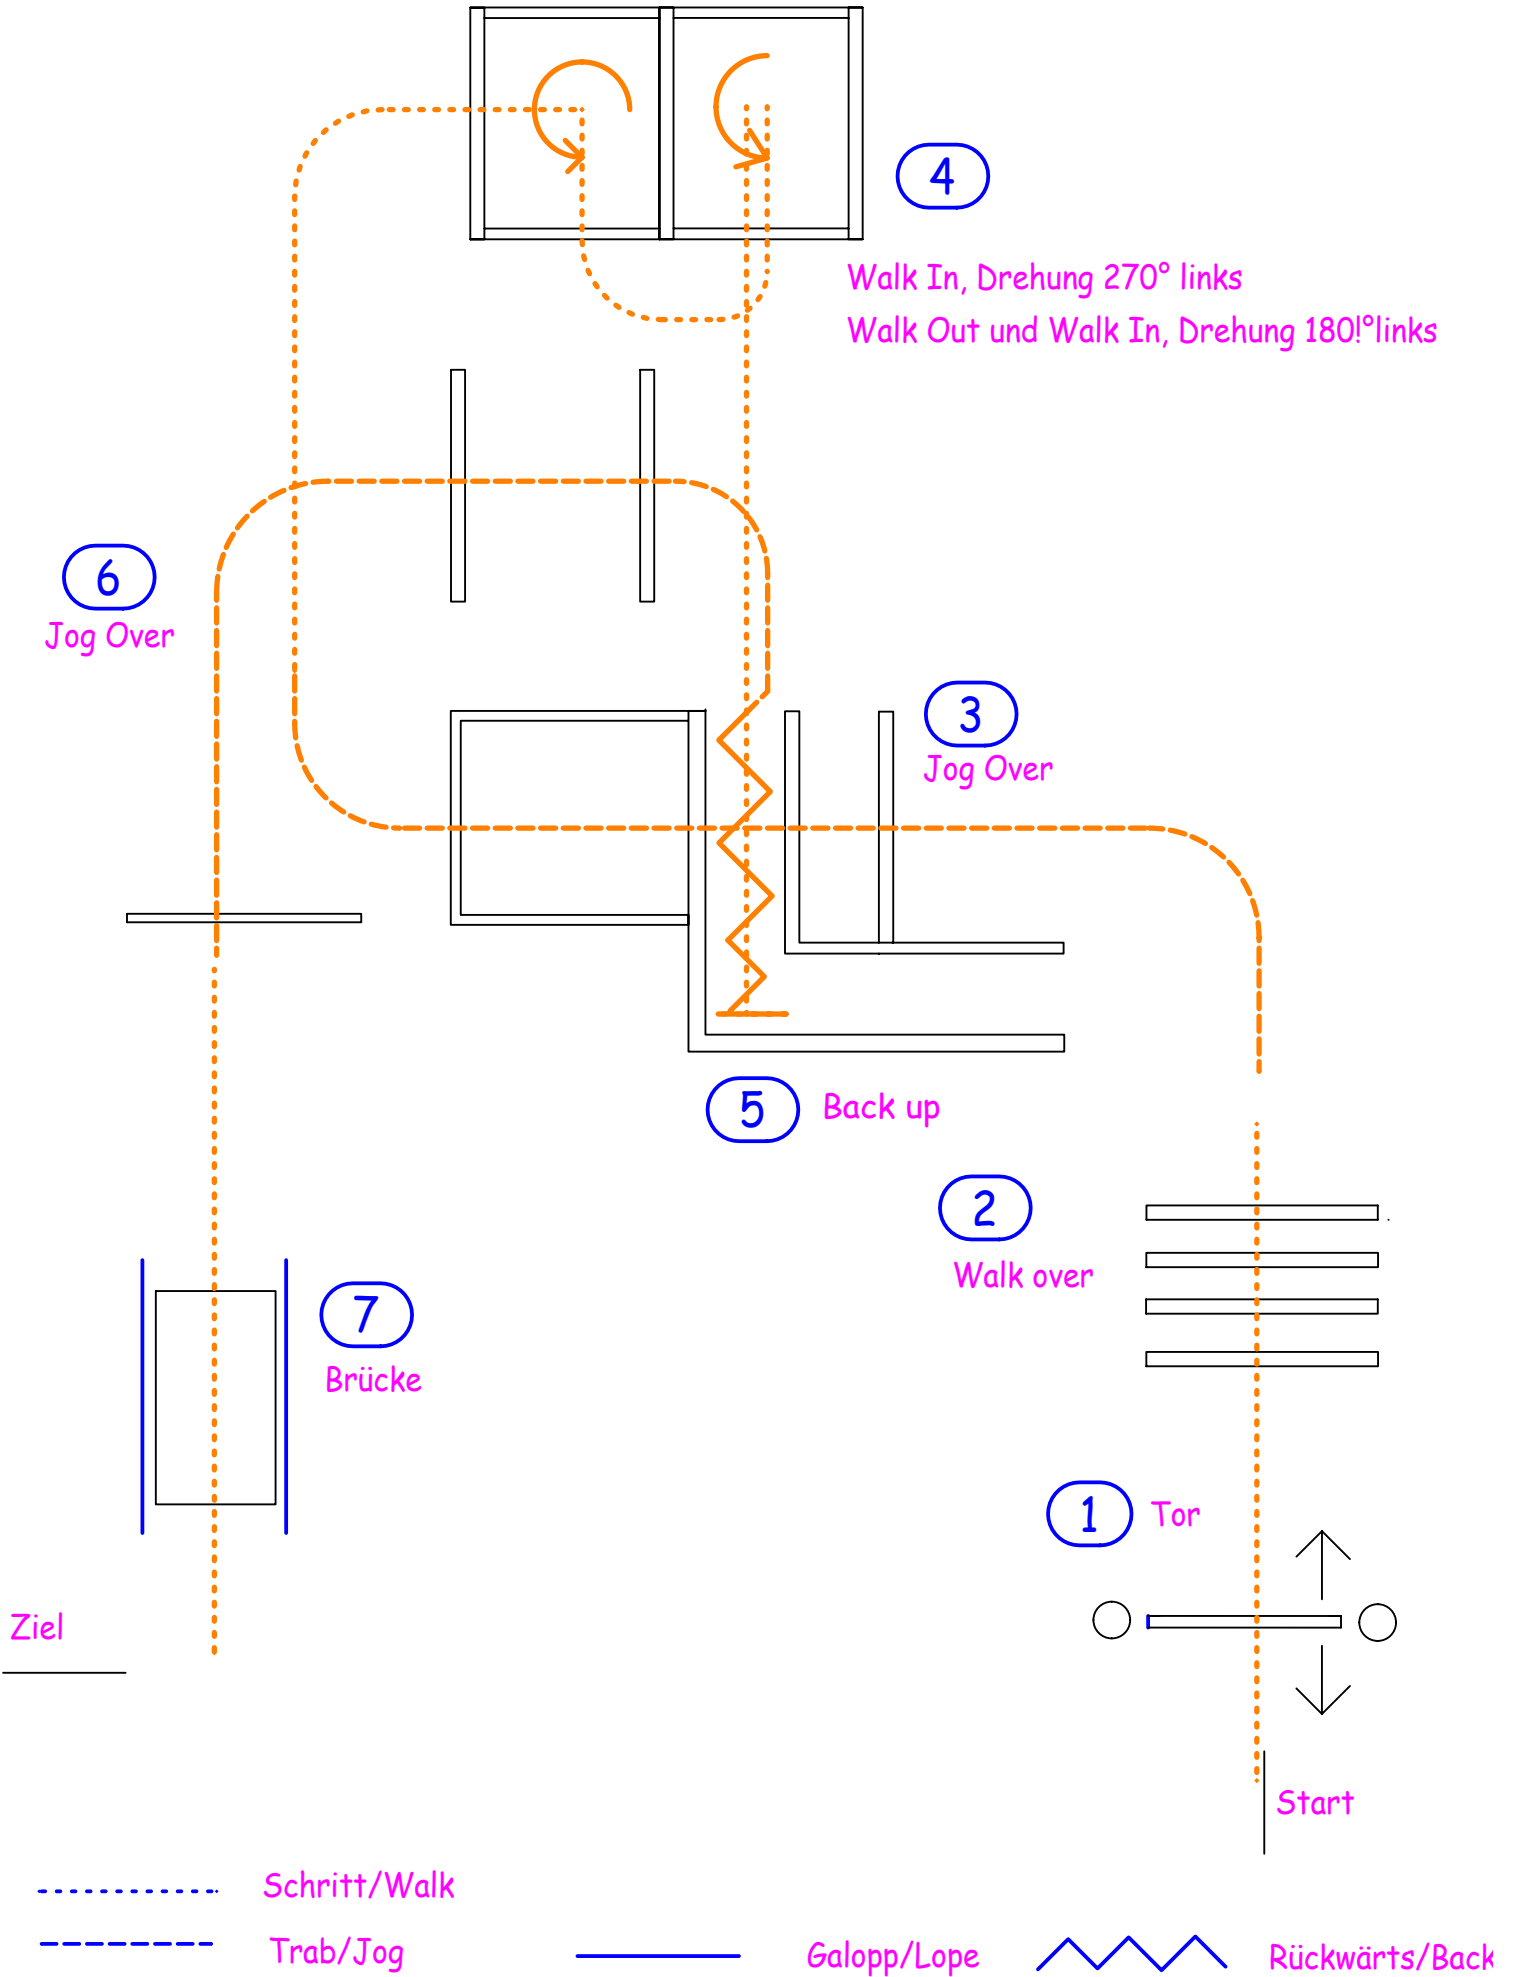 4
Walk In, Drehung 270° links
Walk Out und Walk In, Drehung 180!°links
6
Jog Over
3
Jog Over
5 Back up
2
Walk over
7
Brücke
1 Tor
Ziel
Start
Schritt/Walk
Trab/Jog
Galopp/Lope
Rückwärts/Back